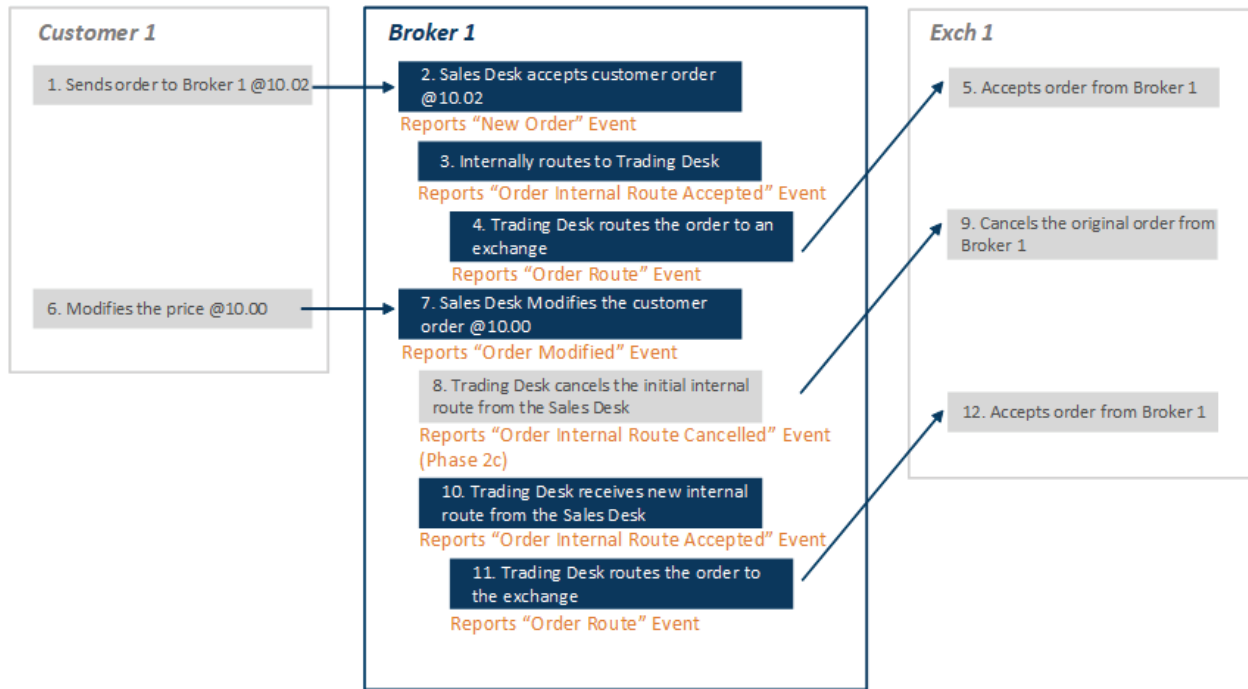 Customer 1
1. Sends order to Broker 1 @10.02
6. Modifies the price @10.00
Broker 1
2. Sales Desk accepts customer order
@10.02
Reports “New Order” Event
3. Internally routes to Trading Desk
Reports “Order Internal Route Accepted” Event
4. Trading Desk routes the order to an
exchange
Reports “Order Route” Event
7. Sales Desk Modifies the customer
order @10.00
Reports “Order Modified” Event
8. Trading Desk cancels the initial internal
route from the Sales Desk
Reports “Order Internal Route Cancelled” Event
(Phase 2c)
10. Trading Desk receives new internal
route from the Sales Desk
Reports “Order Internal Route Accepted” Event
11. Trading Desk routes the order to
the exchange
Reports “Order Route” Event
Exch 1
5. Accepts order from Broker 1
9. Cancels the original order from
Broker 1
12. Accepts order from Broker 1